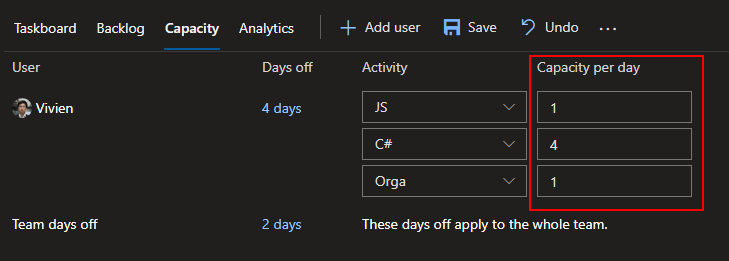 Taskboard Backlog Capacity Analytics Add user Save Undo ...
User Days off Activity Capacity per day
Vivien 4 days JS 1
C# 4
Orga 1
Team days off 2 days These days off apply to the whole team.